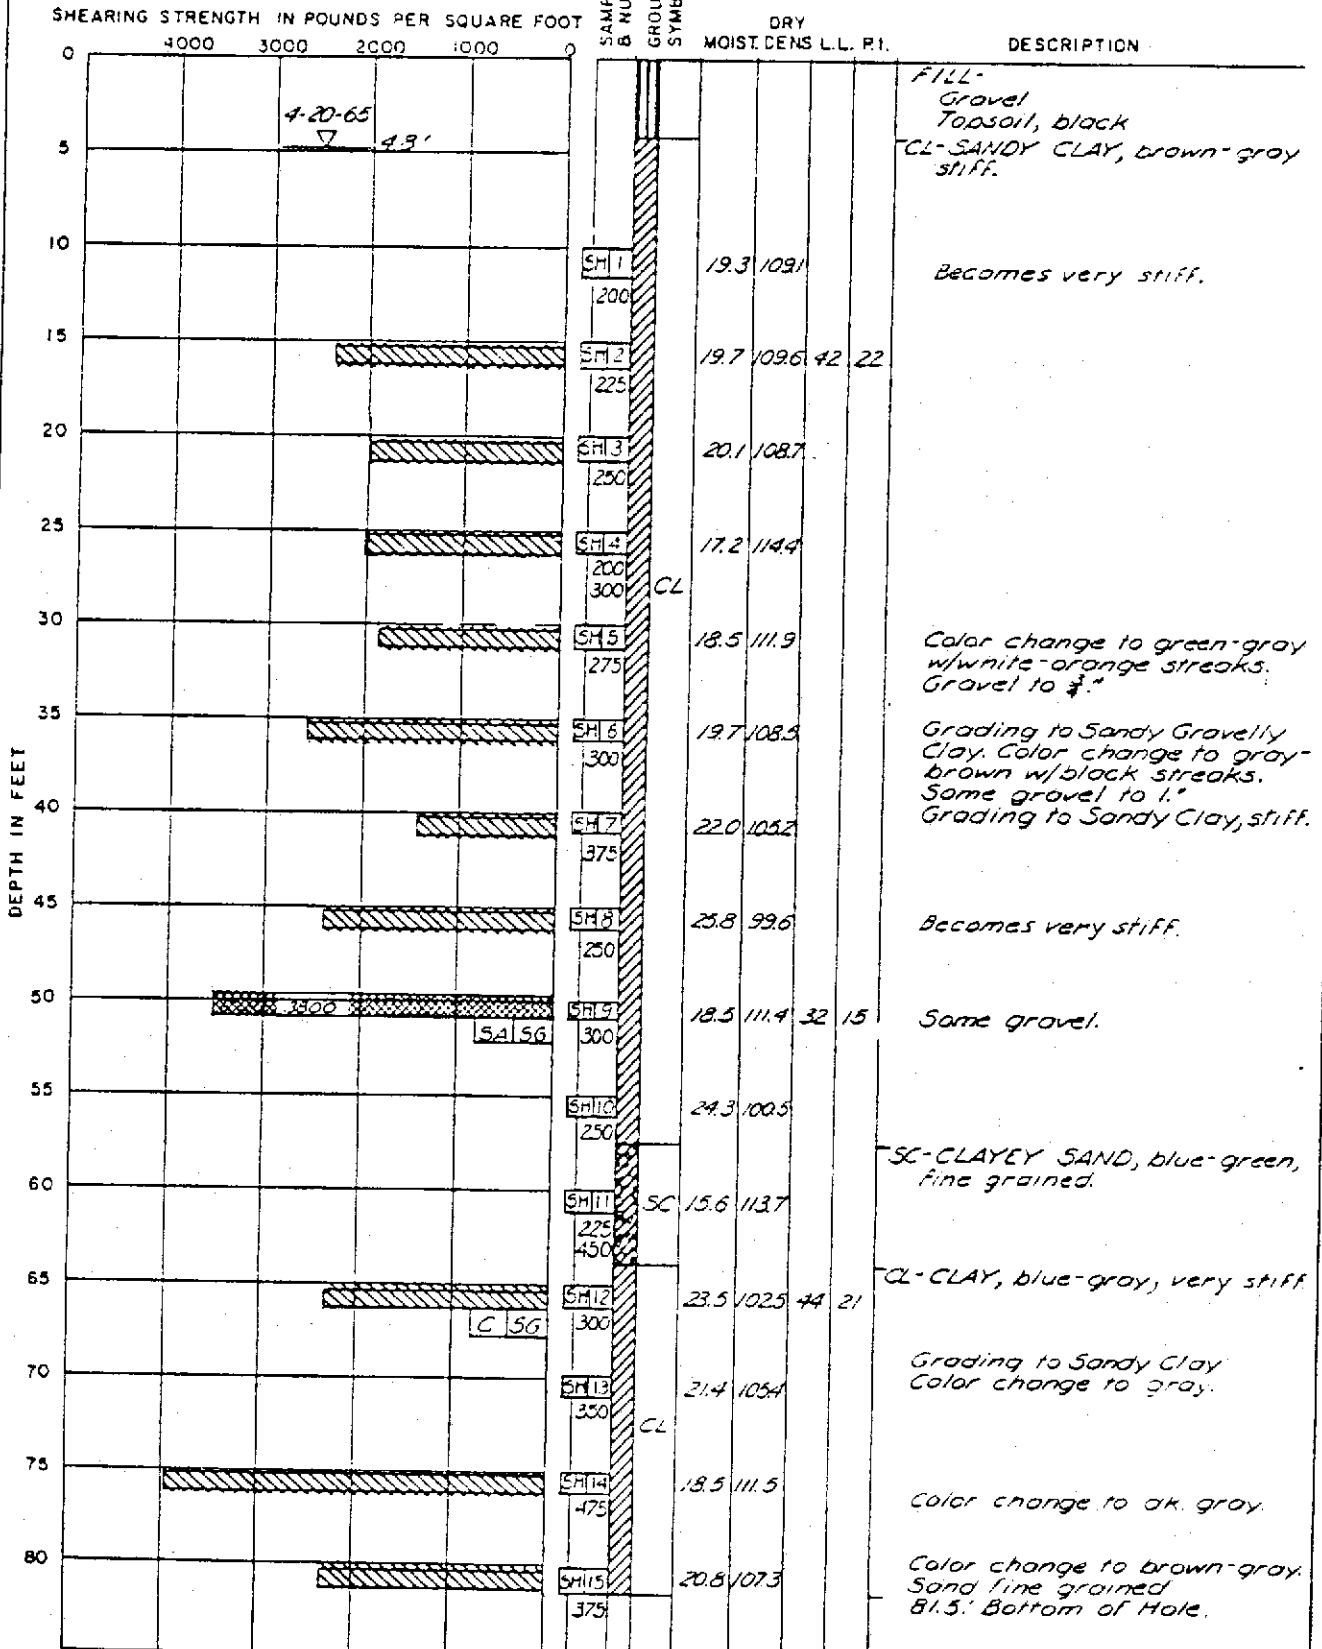 SHEARING STRENGTH IN POUNDS PER SQUARE FOOT
4000 3000 2000 1000 0
DRY
MOIST. DENS L.L. P.I.
DESCRIPTION
DEPTH IN FEET
0
FILL-
Gravel
Topsoil, black
4-20-65
4.3'
5
CL-SANDY CLAY, brown-gray
stiff.
10
SH 1
19.3 109.1
Becomes very stiff.
200
15
SH 2
19.7 109.6 42 22
225
20
SH 3
20.1 108.7
250
25
SH 4
17.2 114.4
200
300
CL
30
SH 5
18.5 111.9
275
Color change to green-gray
w/white-orange streaks.
Gravel to ¾."
35
SH 6
19.7 108.5
300
Grading to Sandy Gravelly
Clay. Color change to gray-
brown w/black streaks.
Some gravel to 1."
40
SH 7
22.0 105.2
375
Grading to Sandy Clay, stiff.
45
SH 8
25.8 99.6
Becomes very stiff.
250
50
SH 9
18.5 111.4 32 15
Some gravel.
SA SG
300
55
SH 10
24.3 100.5
250
SC-CLAYEY SAND, blue-green,
fine grained.
60
SH 11
SC
15.6 113.7
225
450
65
CL-CLAY, blue-gray, very stiff
SH 12
23.5 102.5 44 21
C SG
300
70
Grading to Sandy Clay
Color change to gray.
SH 13
21.4 105.4
350
CL
75
SH 14
18.5 111.5
475
Color change to dk. gray.
80
SH 15
20.8 107.3
375
Color change to brown-gray.
Sand fine grained
81.5.' Bottom of Hole.